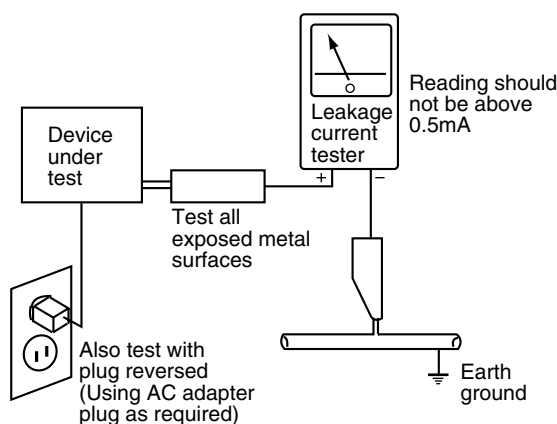 Device
under
test
Leakage
current
tester
Reading should
not be above
0.5mA
+
−
Test all
exposed metal
surfaces
Also test with
plug reversed
(Using AC adapter
plug as required)
Earth
ground